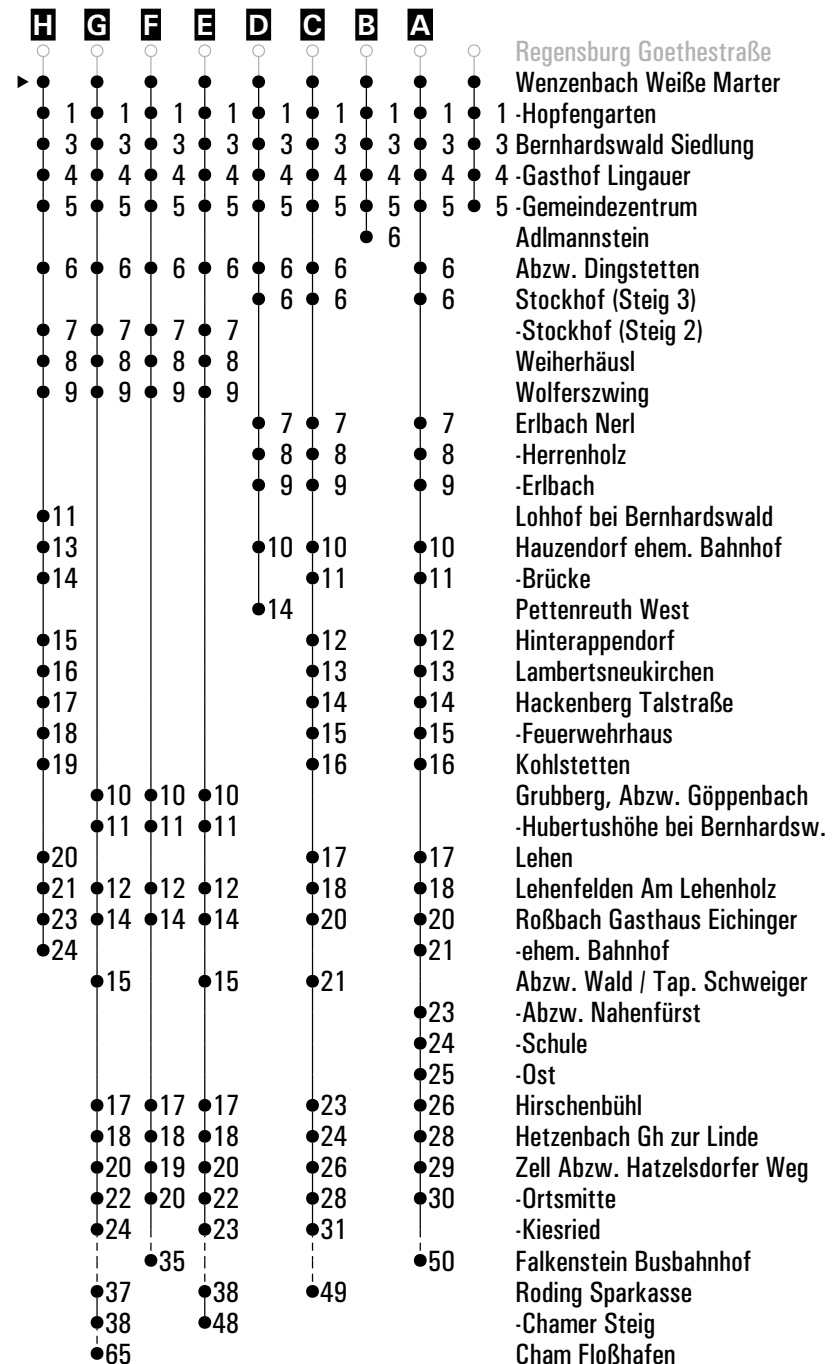 H G F E D C B A
Regensburg Goethestraße
Wenzenbach Weiße Marter
1 1 1 1 1 1 1 1 1 -Hopfengarten
3 3 3 3 3 3 3 3 3 Bernhardswald Siedlung
4 4 4 4 4 4 4 4 4 -Gasthof Lingauer
5 5 5 5 5 5 5 5 5 -Gemeindezentrum
6 Adlmannstein
6 6 6 6 6 6 6 Abzw. Dingstetten
6 6 6 Stockhof (Steig 3)
7 7 7 7 -Stockhof (Steig 2)
8 8 8 8 Weiherhäusl
9 9 9 9 Wolferszwing
7 7 7 Erlbach Nerl
8 8 8 -Herrenholz
9 9 9 -Erlbach
11 Lohhof bei Bernhardswald
13 10 10 10 Hauzendorf ehem. Bahnhof
14 11 11 -Brücke
14 Pettenreuth West
15 12 12 Hinterappendorf
16 13 13 Lambertsneukirchen
17 14 14 Hackenberg Talstraße
18 15 15 -Feuerwehrhaus
19 16 16 Kohlstetten
10 10 10 Grubberg, Abzw. Göppenbach
11 11 11 -Hubertushöhe bei Bernhardsw.
20 17 17 Lehen
21 12 12 12 18 18 Lehenfelden Am Lehenholz
23 14 14 14 20 20 Roßbach Gasthaus Eichinger
24 21 -ehem. Bahnhof
15 15 21 Abzw. Wald / Tap. Schweiger
23 -Abzw. Nahenfürst
24 -Schule
25 -Ost
17 17 17 23 26 Hirschenbühl
18 18 18 24 28 Hetzenbach Gh zur Linde
20 19 20 26 29 Zell Abzw. Hatzelsdorfer Weg
22 20 22 28 30 -Ortsmitte
24 23 31 -Kiesried
35 50 Falkenstein Busbahnhof
37 38 49 Roding Sparkasse
38 48 -Chamer Steig
65 Cham Floßhafen